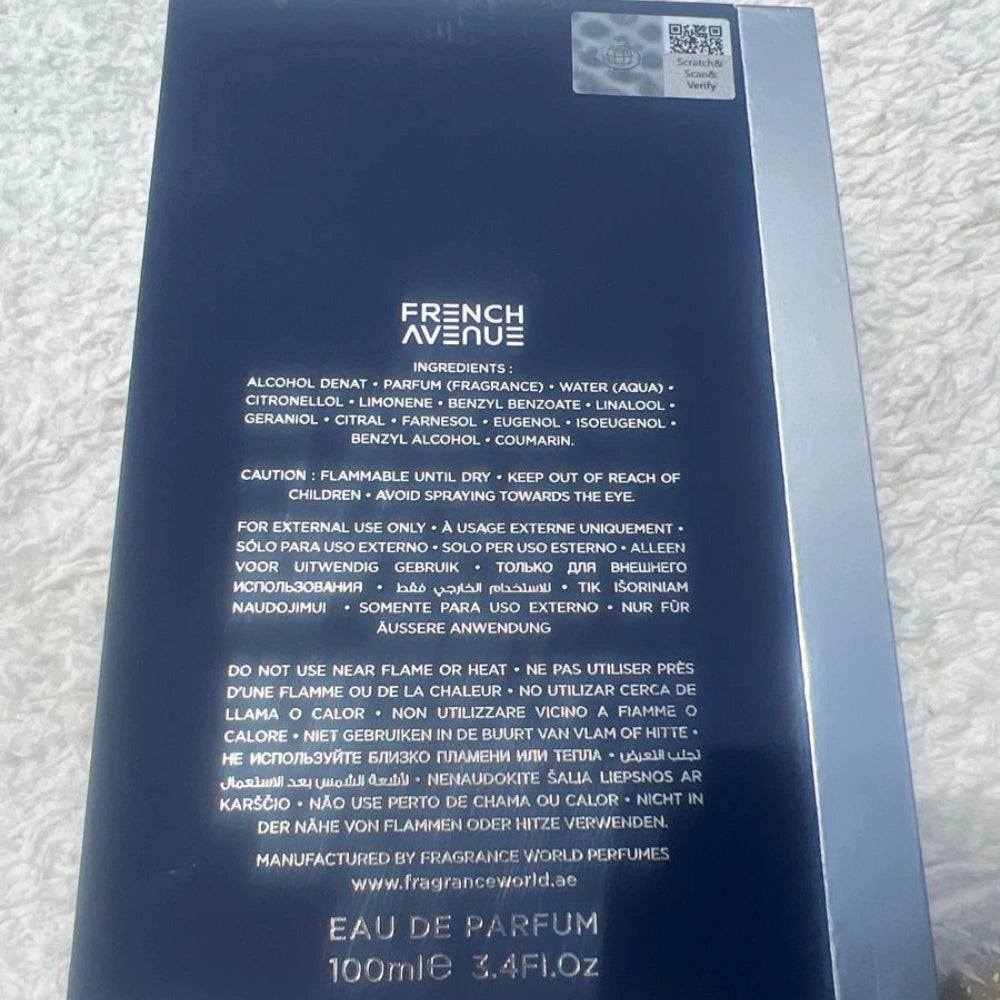 Scratch&
Scan&
Verify
FRENCH
AVENUE
INGREDIENTS :
ALCOHOL DENAT • PARFUM (FRAGRANCE) • WATER (AQUA) •
CITRONELLOL • LIMONENE • BENZYL BENZOATE • LINALOOL •
GERANIOL • CITRAL • FARNESOL • EUGENOL • ISOEUGENOL •
BENZYL ALCOHOL • COUMARIN.
CAUTION : FLAMMABLE UNTIL DRY • KEEP OUT OF REACH OF
CHILDREN • AVOID SPRAYING TOWARDS THE EYE.
FOR EXTERNAL USE ONLY • À USAGE EXTERNE UNIQUEMENT •
SÓLO PARA USO EXTERNO • SOLO PER USO ESTERNO • ALLEEN
VOOR UITWENDIG GEBRUIK • ТОЛЬКО ДЛЯ ВНЕШНЕГО
ИСПОЛЬЗОВАНИЯ • للاستخدام الخارجي فقط • TIK IŠORINIAM
NAUDOJIMUI • SOMENTE PARA USO EXTERNO • NUR FÜR
ÄUSSERE ANWENDUNG
DO NOT USE NEAR FLAME OR HEAT • NE PAS UTILISER PRÈS
D'UNE FLAMME OU DE LA CHALEUR • NO UTILIZAR CERCA DE
LLAMA O CALOR • NON UTILIZZARE VICINO A FIAMME O
CALORE • NIET GEBRUIKEN IN DE BUURT VAN VLAM OF HITTE •
НЕ ИСПОЛЬЗУЙТЕ БЛИЗКО ПЛАМЕНИ ИЛИ ТЕПЛА • تجنب التعرض
لأشعة الشمس بعد الاستعمال • NENAUDOKITE ŠALIA LIEPSNOS AR
KARŠČIO • NÃO USE PERTO DE CHAMA OU CALOR • NICHT IN
DER NÄHE VON FLAMMEN ODER HITZE VERWENDEN.
MANUFACTURED BY FRAGRANCE WORLD PERFUMES
www.fragranceworld.ae
EAU DE PARFUM
100ml℮ 3.4Fl.Oz